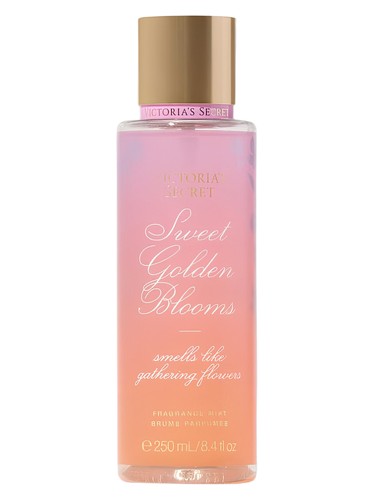 VICTORIA'S SECRET
VICTORIA'S
SECRET
Sweet
Golden
Blooms
smells like
gathering flowers
FRAGRANCE MIST
BRUME PARFUMÉE
℮ 250 mL/8.4 fl oz